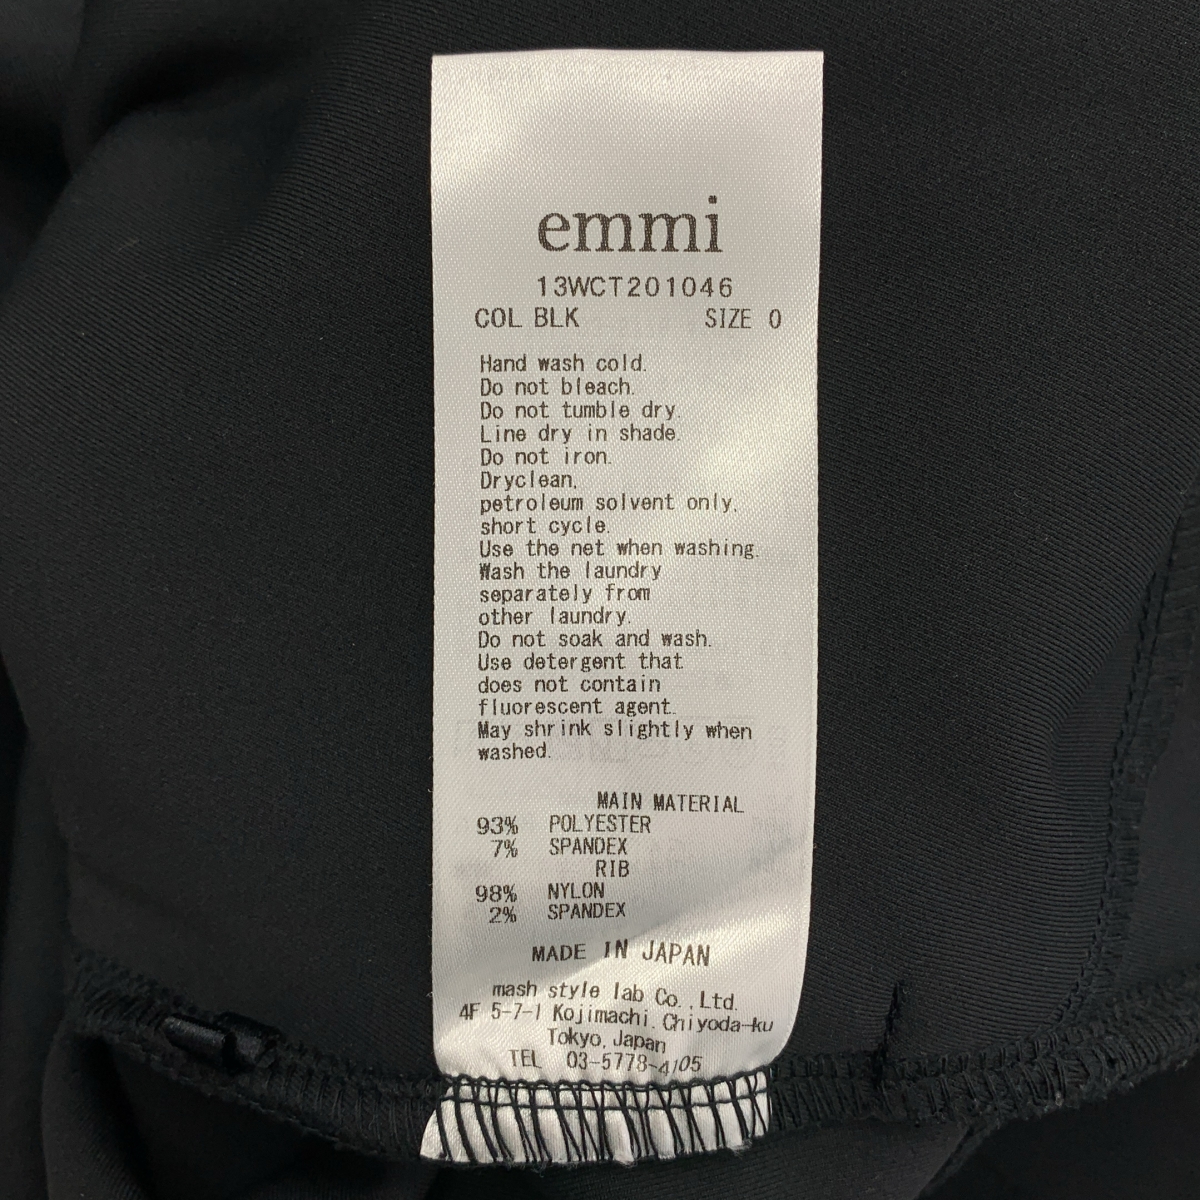 emmi
13WCT201046
COL BLK SIZE 0
Hand wash cold.
Do not bleach.
Do not tumble dry.
Line dry in shade.
Do not iron.
Dryclean,
petroleum solvent only,
short cycle.
Use the net when washing.
Wash the laundry
separately from
other laundry.
Do not soak and wash.
Use detergent that
does not contain
fluorescent agent.
May shrink slightly when
washed.
MAIN MATERIAL
93% POLYESTER
7% SPANDEX
RIB
98% NYLON
2% SPANDEX
MADE IN JAPAN
mash style lab Co.,Ltd.
4F 5-7-1 Kojimachi, Chiyoda-ku
Tokyo, Japan
TEL 03-5778-4105